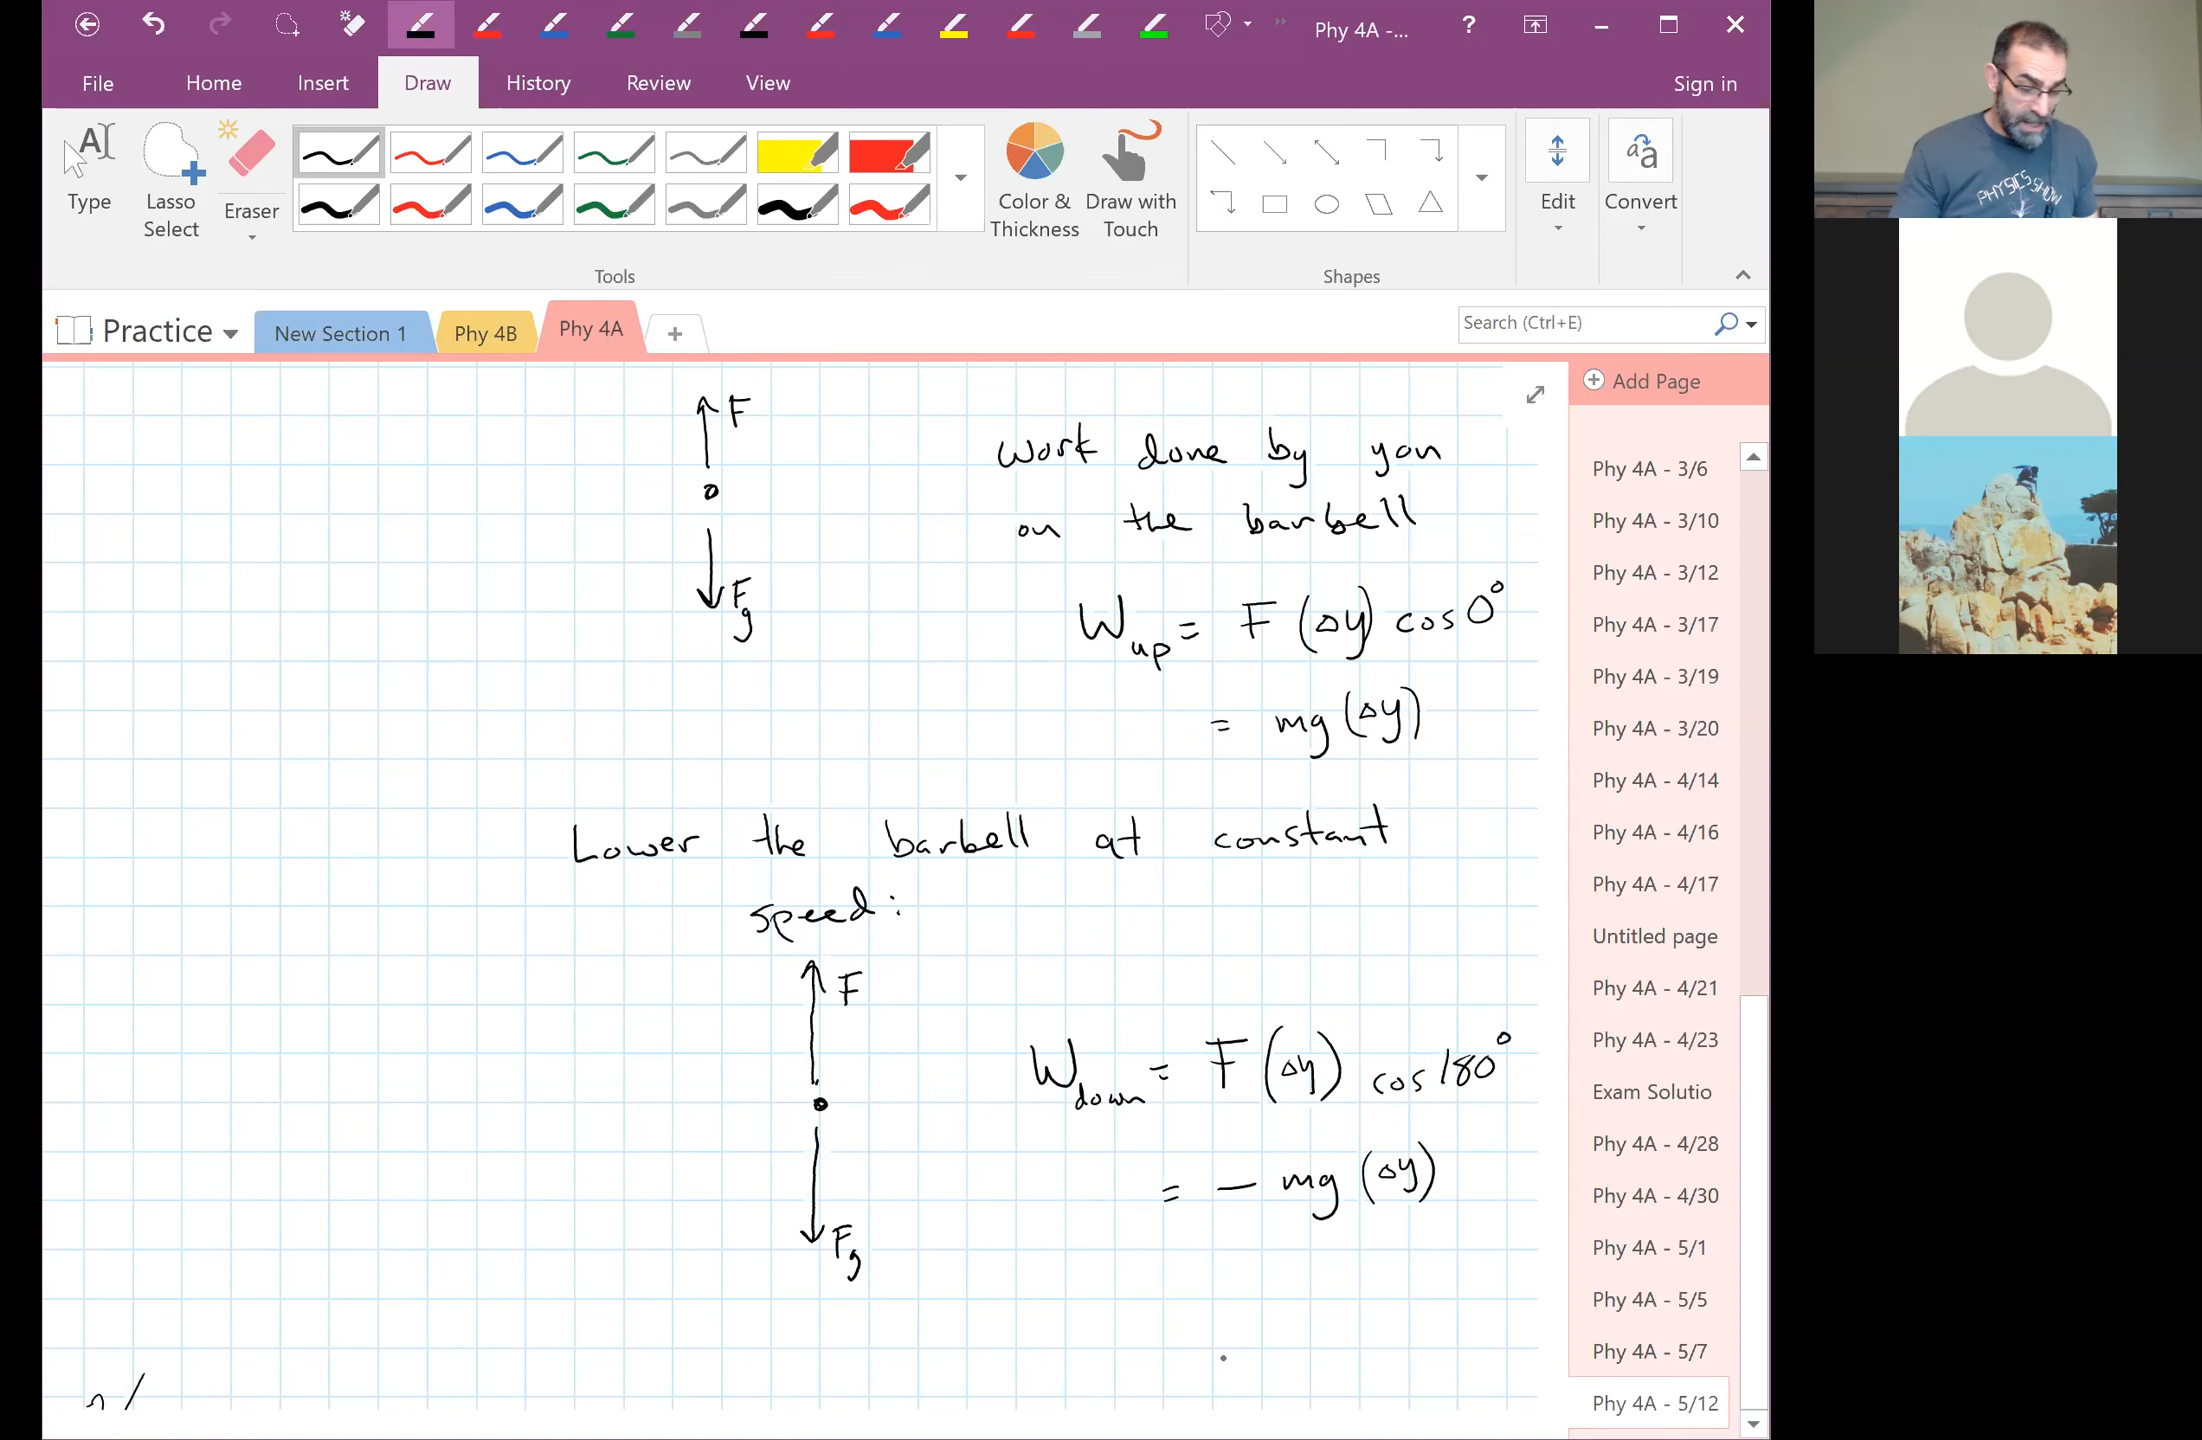 Phy 4A -...
?
File
Home
Insert
Draw
History
Review
View
Sign in
Type
Lasso
Select
Eraser
Color &
Thickness
Draw with
Touch
Edit
Convert
Tools
Shapes
Practice
New Section 1
Phy 4B
Phy 4A
+
Search (Ctrl+E)
Add Page
Phy 4A - 3/6
Phy 4A - 3/10
Phy 4A - 3/12
Phy 4A - 3/17
Phy 4A - 3/19
Phy 4A - 3/20
Phy 4A - 4/14
Phy 4A - 4/16
Phy 4A - 4/17
Untitled page
Phy 4A - 4/21
Phy 4A - 4/23
Exam Solutio
Phy 4A - 4/28
Phy 4A - 4/30
Phy 4A - 5/1
Phy 4A - 5/5
Phy 4A - 5/7
Phy 4A - 5/12
F
Fg
Work done by you
on the barbell
W_up = F (Δy) cos 0°
= mg (Δy)
Lower the barbell at constant
speed:
F
Fg
W_down = F (Δy) cos 180°
= - mg (Δy)
PHYSICS SHOW